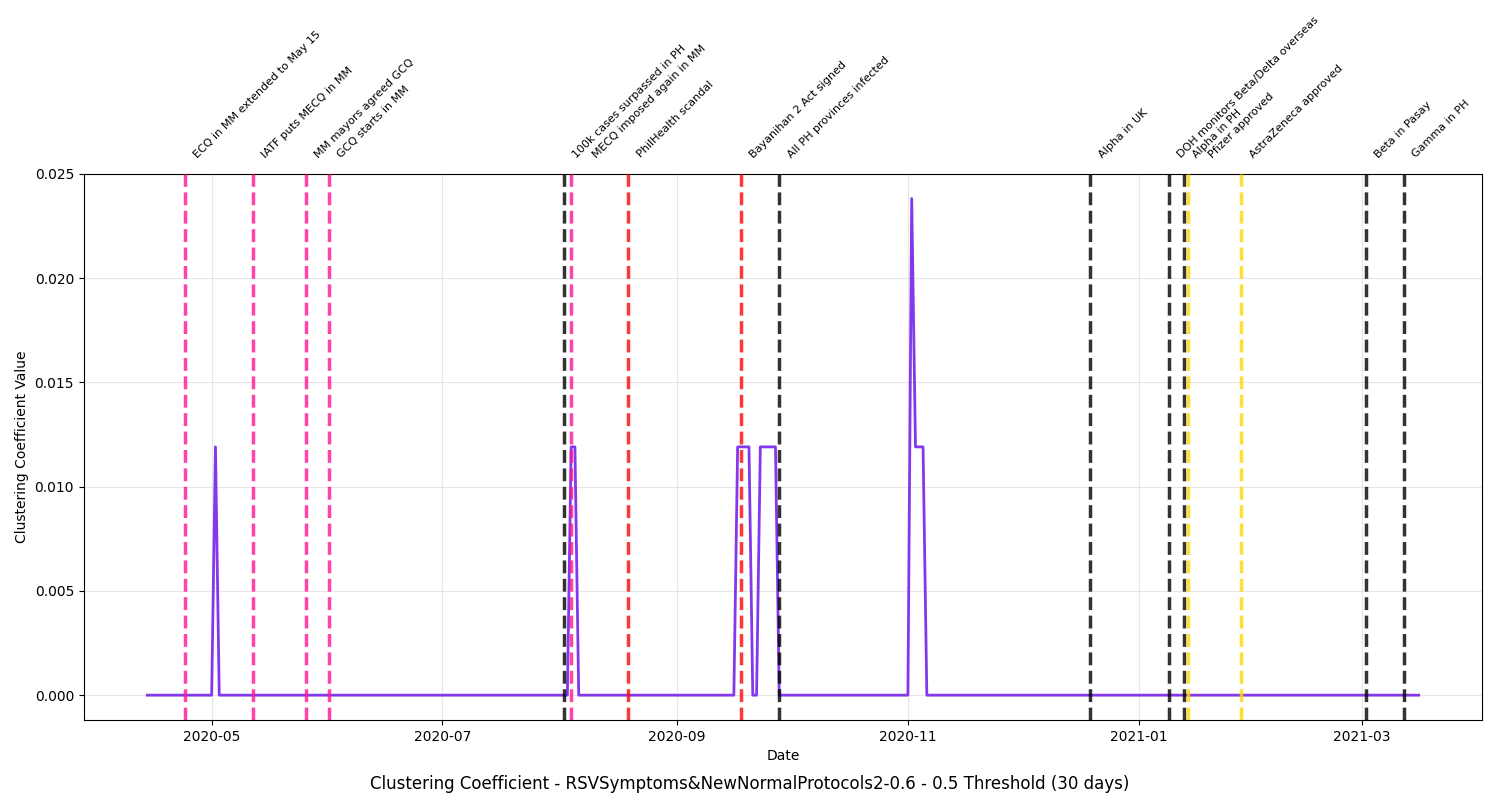 ECQ in MM extended to May 15
IATF puts MECQ in MM
MM mayors agreed GCQ
GCQ starts in MM
100k cases surpassed in PH
MECQ imposed again in MM
PhilHealth scandal
Bayanihan 2 Act signed
All PH provinces infected
Alpha in UK
DOH monitors Beta/Delta overseas
Alpha in PH
Pfizer approved
AstraZeneca approved
Beta in Pasay
Gamma in PH
0.025
0.020
0.015
0.010
0.005
0.000
Clustering Coefficient Value
2020-05
2020-07
2020-09
2020-11
2021-01
2021-03
Date
Clustering Coefficient - RSVSymptoms&NewNormalProtocols2-0.6 - 0.5 Threshold (30 days)